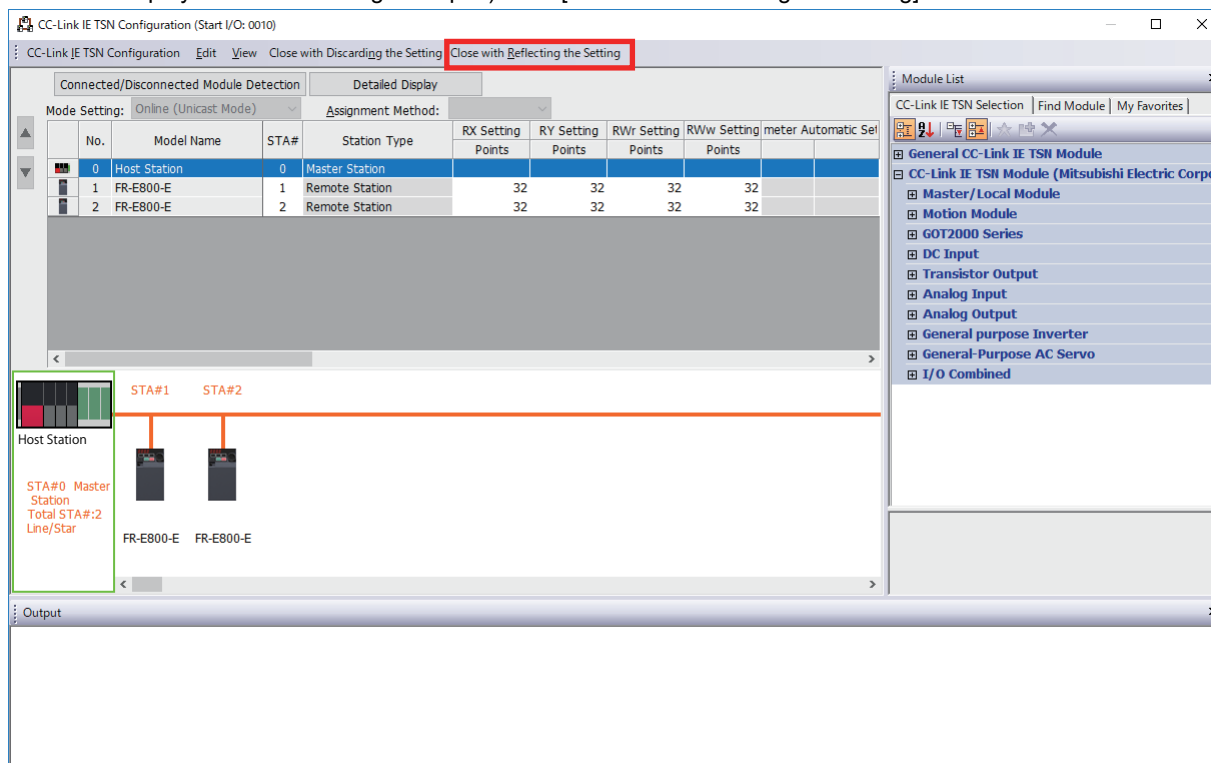 CC-Link IE TSN Configuration (Start I/O: 0010)
CC-Link IE TSN Configuration Edit View Close with Discarding the Setting Close with Reflecting the Setting
Connected/Disconnected Module Detection Detailed Display
Mode Setting: Online (Unicast Mode) Assignment Method:
No. Model Name STA# Station Type RX Setting RY Setting RWr Setting RWw Setting meter Automatic Set
Points Points Points Points
0 Host Station 0 Master Station
1 FR-E800-E 1 Remote Station 32 32 32 32
2 FR-E800-E 2 Remote Station 32 32 32 32
STA#1 STA#2
Host Station
STA#0 Master
Station
Total STA#:2
Line/Star
FR-E800-E FR-E800-E
Module List
CC-Link IE TSN Selection Find Module My Favorites
General CC-Link IE TSN Module
CC-Link IE TSN Module (Mitsubishi Electric Corpo
Master/Local Module
Motion Module
GOT2000 Series
DC Input
Transistor Output
Analog Input
Analog Output
General purpose Inverter
General-Purpose AC Servo
I/O Combined
Output